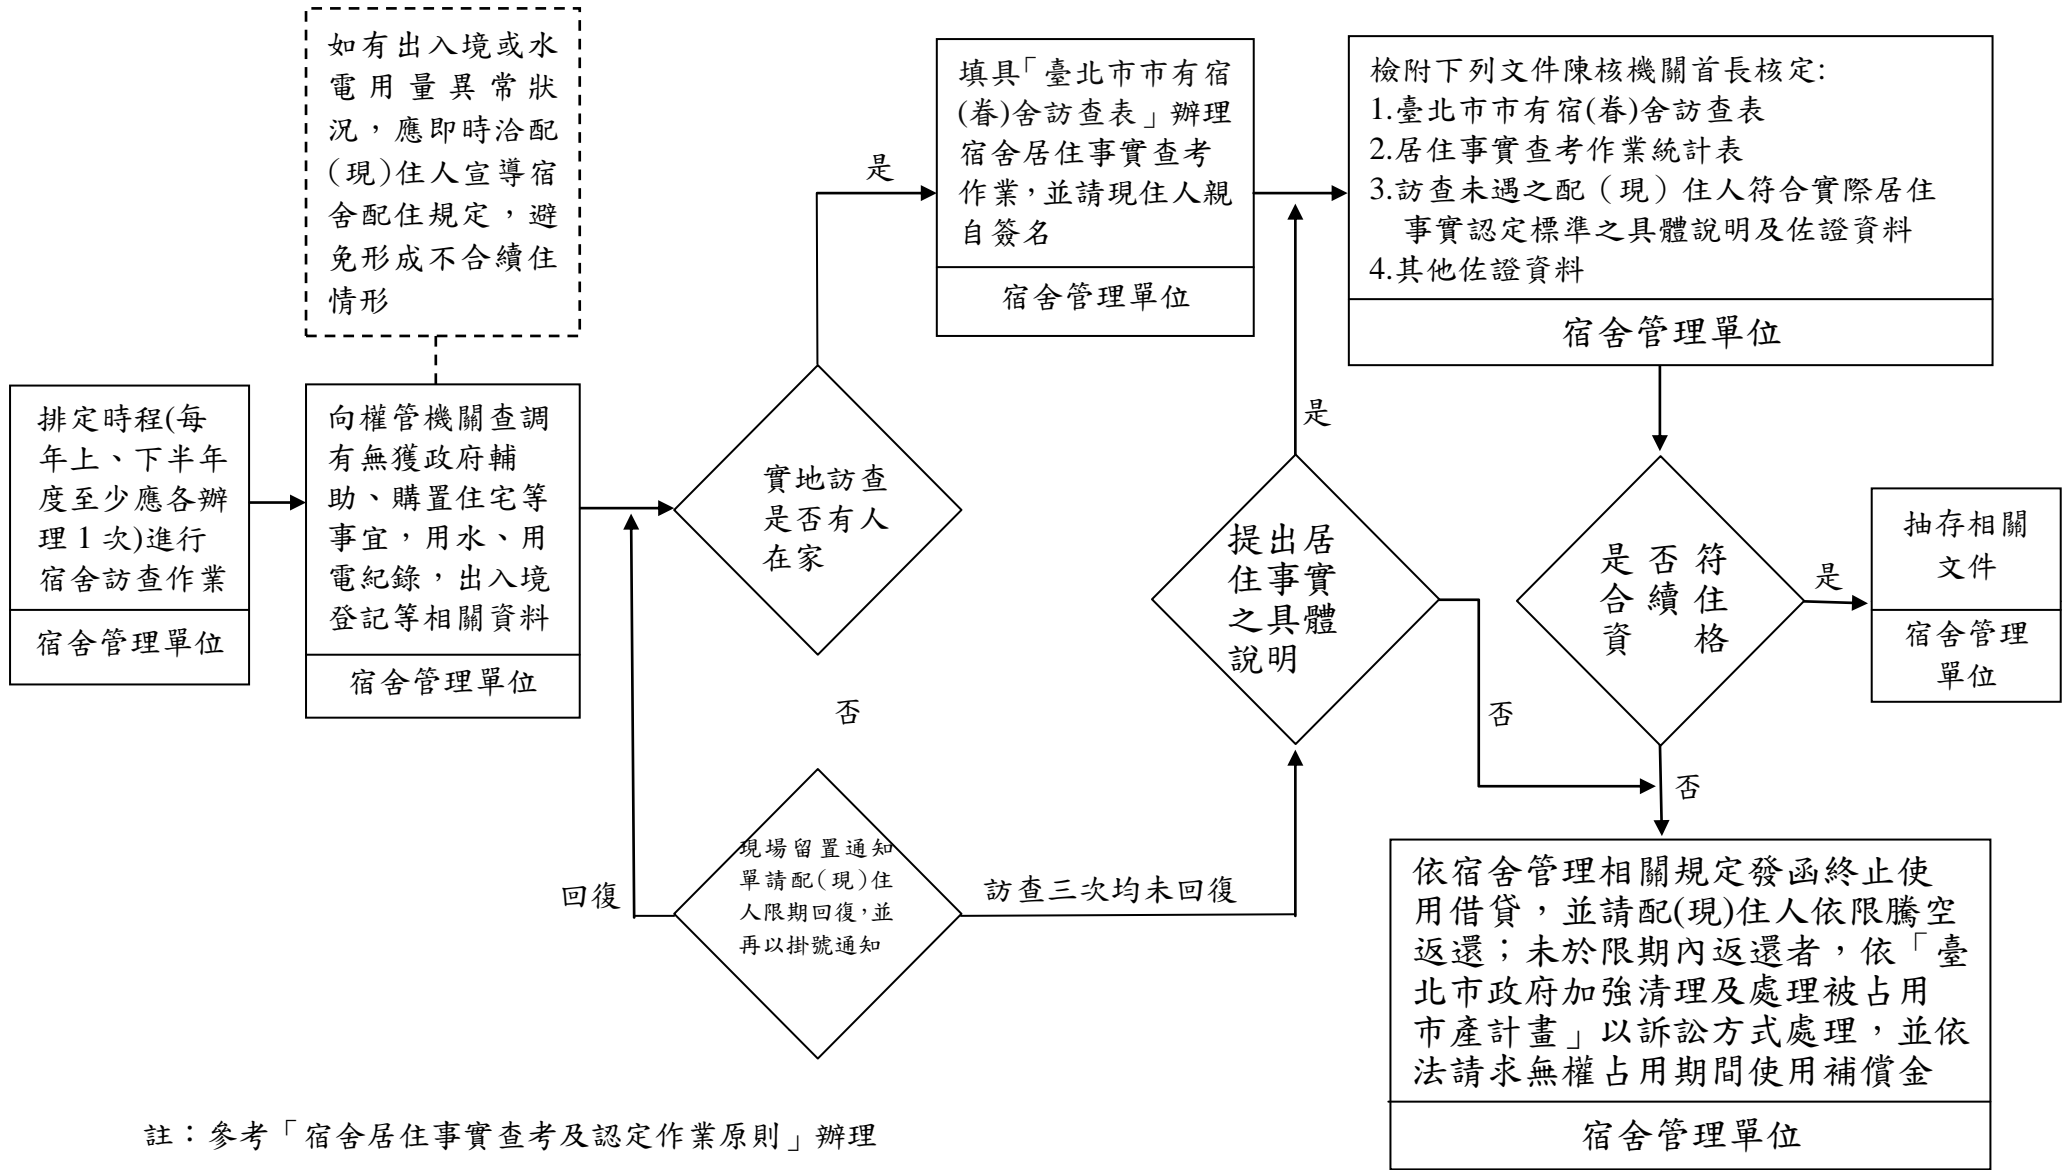 如有出入境或水
電用量異常狀
況，應即時洽配
(現)住人宣導宿
舍配住規定，避
免形成不合續住
情形
排定時程(每
年上、下半年
度至少應各辦
理 1 次)進行
宿舍訪查作業
宿舍管理單位
向權管機關查調
有無獲政府輔
助、購置住宅等
事宜，用水、用
電紀錄，出入境
登記等相關資料
宿舍管理單位
實地訪查
是否有人
在家
是
填具「臺北市市有宿
(眷)舍訪查表」辦理
宿舍居住事實查考
作業，並請現住人親
自簽名
宿舍管理單位
否
現場留置通知
單請配(現)住
人限期回復，並
再以掛號通知
回復
訪查三次均未回復
提出居
住事實
之具體
說明
是
否
檢附下列文件陳核機關首長核定:
1.臺北市市有宿(眷)舍訪查表
2.居住事實查考作業統計表
3.訪查未遇之配（現）住人符合實際居住
事實認定標準之具體說明及佐證資料
4.其他佐證資料
宿舍管理單位
是否符
合續住
資格
是
抽存相關
文件
宿舍管理
單位
否
依宿舍管理相關規定發函終止使
用借貸，並請配(現)住人依限騰空
返還；未於限期內返還者，依「臺
北市政府加強清理及處理被占用
市產計畫」以訴訟方式處理，並依
法請求無權占用期間使用補償金
宿舍管理單位
註：參考「宿舍居住事實查考及認定作業原則」辦理